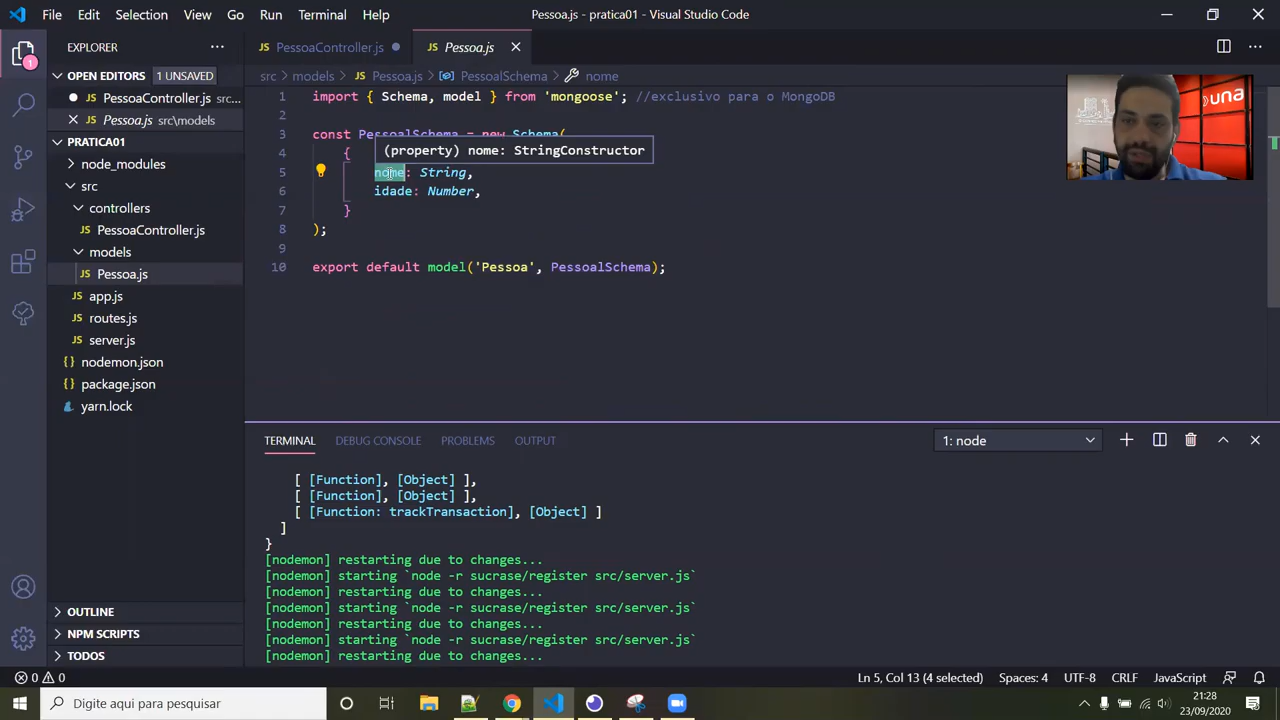 File Edit Selection View Go Run Terminal Help
Pessoa.js - pratica01 - Visual Studio Code
EXPLORER
PessoaController.js
Pessoa.js
OPEN EDITORS 1 UNSAVED
PessoaController.js src...
Pessoa.js src\models
PRATICA01
node_modules
src
controllers
PessoaController.js
models
Pessoa.js
app.js
routes.js
server.js
nodemon.json
package.json
yarn.lock
OUTLINE
NPM SCRIPTS
TODOS
1
src > models > Pessoa.js > PessoalSchema > nome
1 import { Schema, model } from 'mongoose'; //exclusivo para o MongoDB
2
3 const PessoalSchema = new Schema(
(property) nome: StringConstructor
4 {
5 nome: String,
6 idade: Number,
7 }
8 );
9
10 export default model('Pessoa', PessoalSchema);
una
TERMINAL DEBUG CONSOLE PROBLEMS OUTPUT
1: node
[ [Function], [Object] ],
[ [Function], [Object] ],
[ [Function: trackTransaction], [Object] ]
]
}
[nodemon] restarting due to changes...
[nodemon] starting `node -r sucrase/register src/server.js`
[nodemon] restarting due to changes...
[nodemon] starting `node -r sucrase/register src/server.js`
[nodemon] restarting due to changes...
[nodemon] starting `node -r sucrase/register src/server.js`
[nodemon] restarting due to changes...
0 0
Ln 5, Col 13 (4 selected) Spaces: 4 UTF-8 CRLF JavaScript
Digite aqui para pesquisar
21:28
23/09/2020